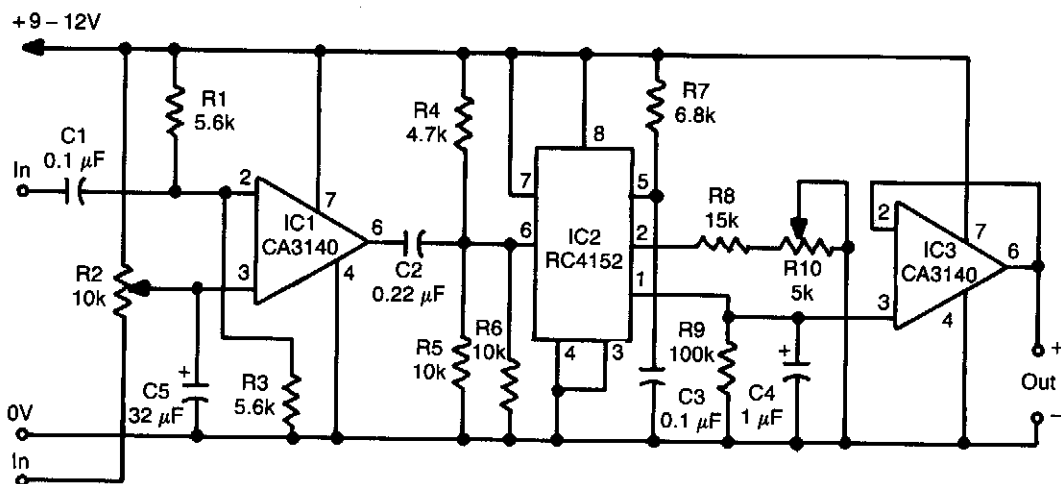 +9-12V
R1
5.6k
C1
0.1 μF
In
R2
10k
C5
32 μF
+
R3
5.6k
0V
In
2
3
7
6
4
IC1
CA3140
C2
0.22 μF
R4
4.7k
R5
10k
R6
10k
7
6
8
5
2
1
4
3
IC2
RC4152
R7
6.8k
R8
15k
R10
5k
R9
100k
C3
0.1 μF
+
C4
1 μF
2
3
7
6
4
IC3
CA3140
+
Out
−